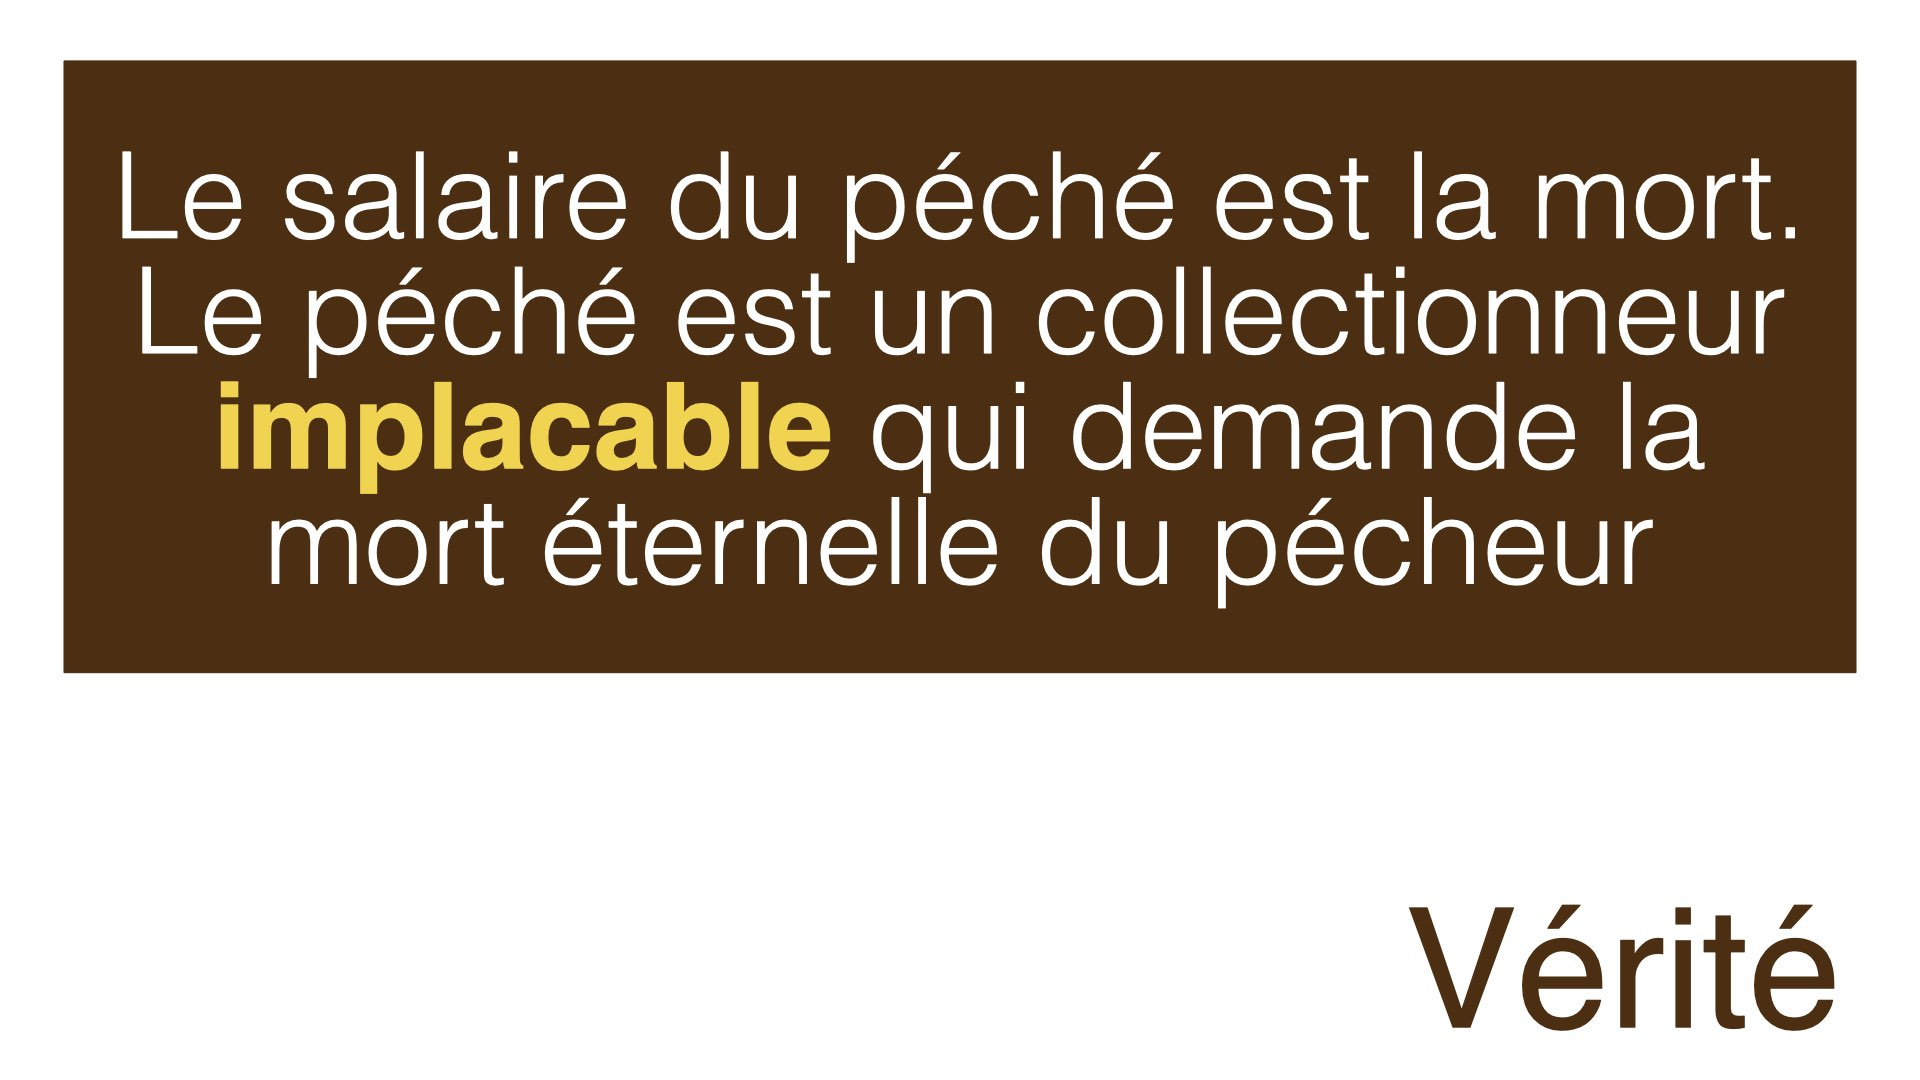 Le salaire du péché est la mort.
Le péché est un collectionneur
implacable qui demande la
mort éternelle du pécheur
Vérité